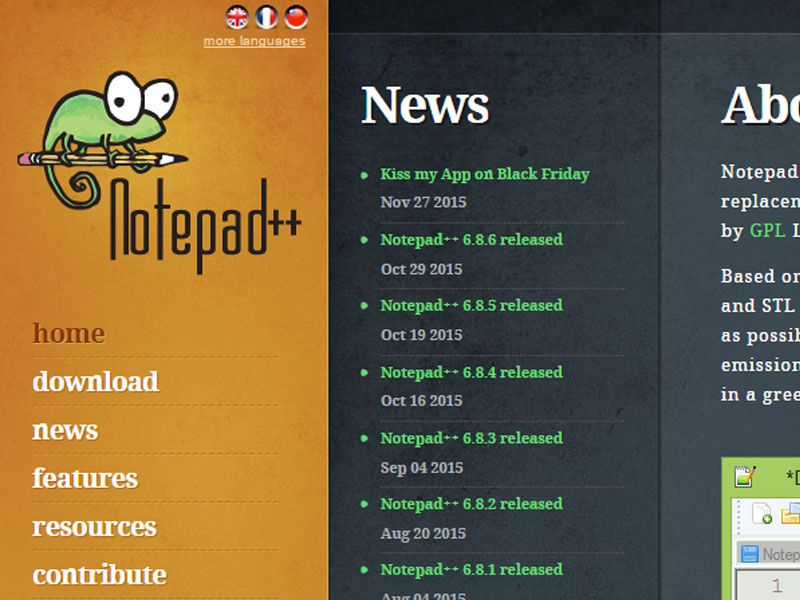 more languages
Notepad++
home
download
news
features
resources
contribute
News
Kiss my App on Black Friday
Nov 27 2015
Notepad++ 6.8.6 released
Oct 29 2015
Notepad++ 6.8.5 released
Oct 19 2015
Notepad++ 6.8.4 released
Oct 16 2015
Notepad++ 6.8.3 released
Sep 04 2015
Notepad++ 6.8.2 released
Aug 20 2015
Notepad++ 6.8.1 released
Aug 04 2015
Abo
Notepad
replacen
by GPL L
Based on
and STL
as possib
emission
in a gree
Notep
1